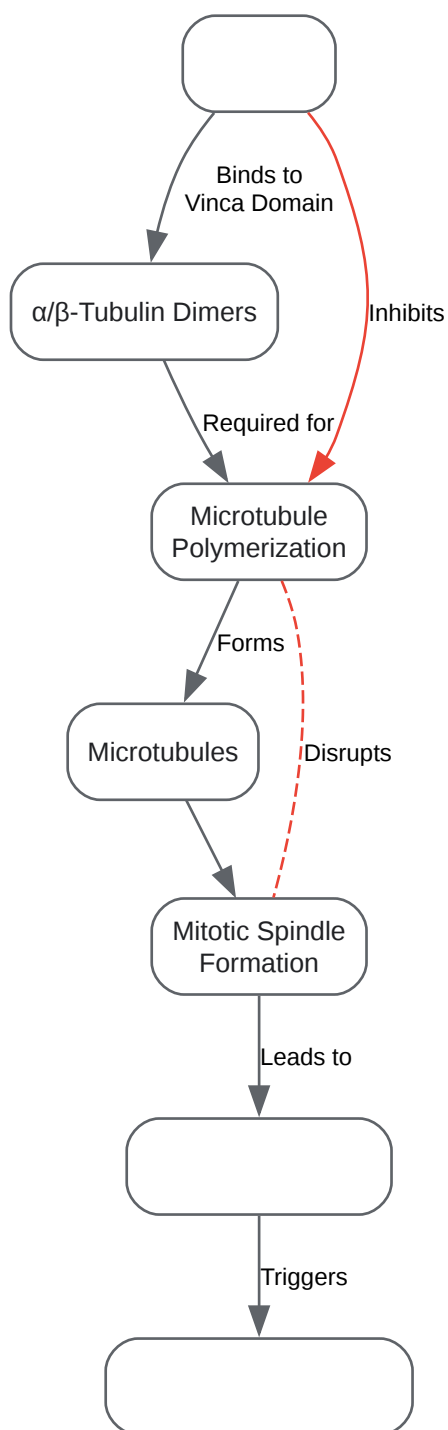 Binds to
Vinca Domain
α/β-Tubulin Dimers
Inhibits
Required for
Microtubule
Polymerization
Forms
Microtubules
Disrupts
Mitotic Spindle
Formation
Leads to
Triggers